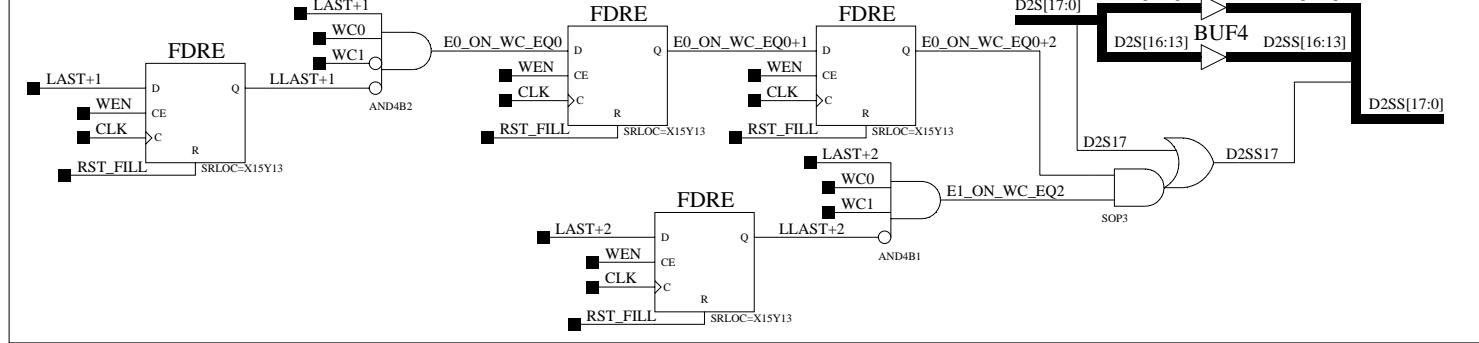 LAST+1
WC0
WC1
AND4B2
E0_ON_WC_EQ0
FDRE
LAST+1
WEN
CLK
RST_FILL
D
CE
C
Q
R
SRLOC=X15Y13
LLAST+1
FDRE
WEN
CLK
RST_FILL
D
CE
C
Q
R
SRLOC=X15Y13
E0_ON_WC_EQ0+1
FDRE
WEN
CLK
RST_FILL
D
CE
C
Q
R
SRLOC=X15Y13
E0_ON_WC_EQ0+2
D2S[17:0]
BUF4
D2S[16:13]
D2SS[16:13]
D2SS[17:0]
D2S17
D2SS17
SOP3
LAST+2
WC0
WC1
AND4B1
E1_ON_WC_EQ2
FDRE
LAST+2
WEN
CLK
RST_FILL
D
CE
C
Q
R
SRLOC=X15Y13
LLAST+2